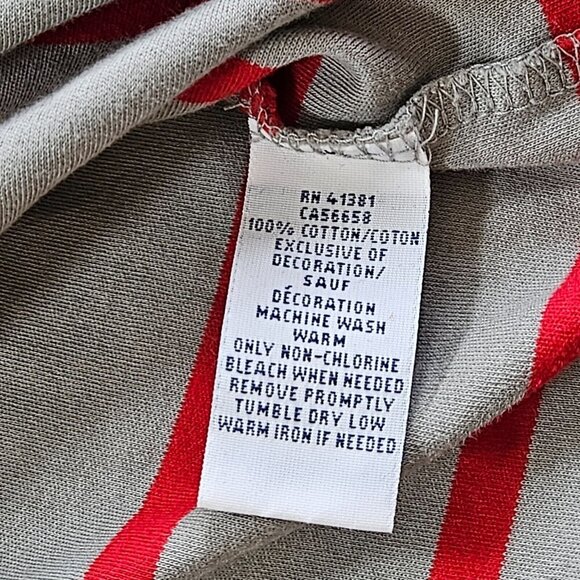 RN 41381
CA56658
100% COTTON/COTON
EXCLUSIVE OF
DECORATION/
SAUF
DÉCORATION
MACHINE WASH
WARM
ONLY NON-CHLORINE
BLEACH WHEN NEEDED
REMOVE PROMPTLY
TUMBLE DRY LOW
WARM IRON IF NEEDED